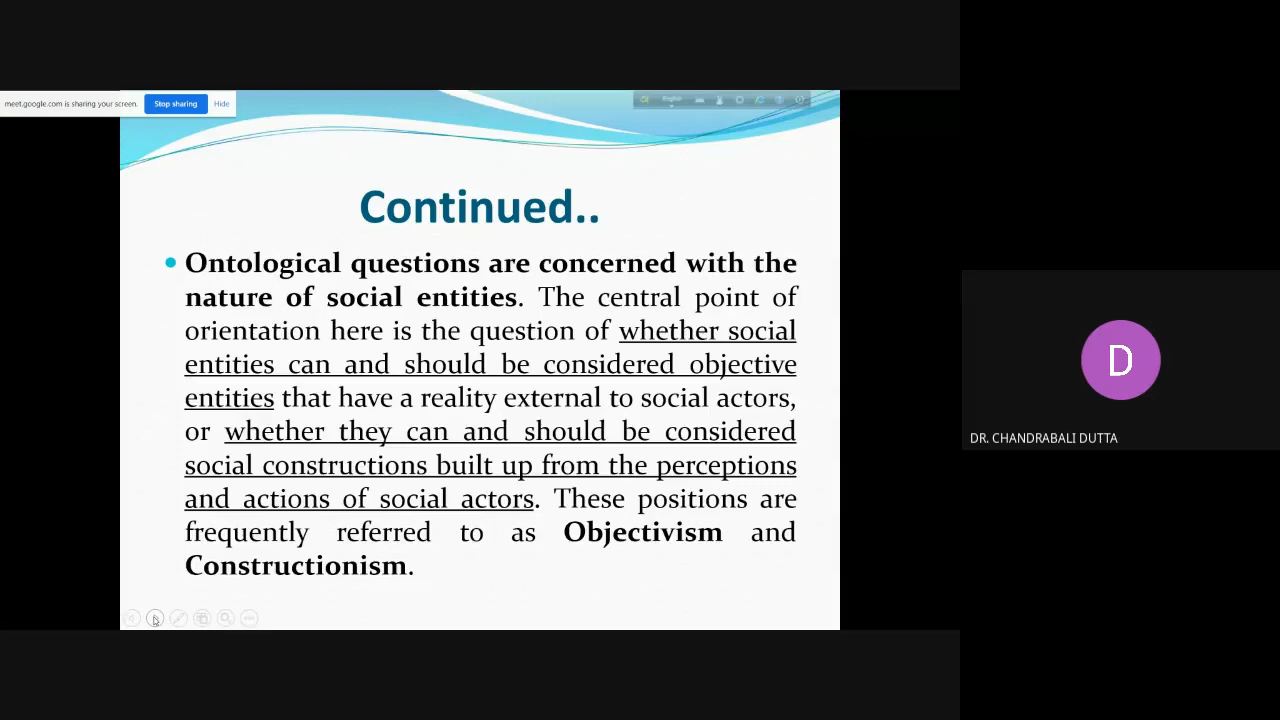 meet.google.com is sharing your screen.
Stop sharing
Hide
English
Continued..
Ontological questions are concerned with the
nature of social entities. The central point of
orientation here is the question of whether social
entities can and should be considered objective
entities that have a reality external to social actors,
or whether they can and should be considered
social constructions built up from the perceptions
and actions of social actors. These positions are
frequently referred to as Objectivism and
Constructionism.
D
DR. CHANDRABALI DUTTA